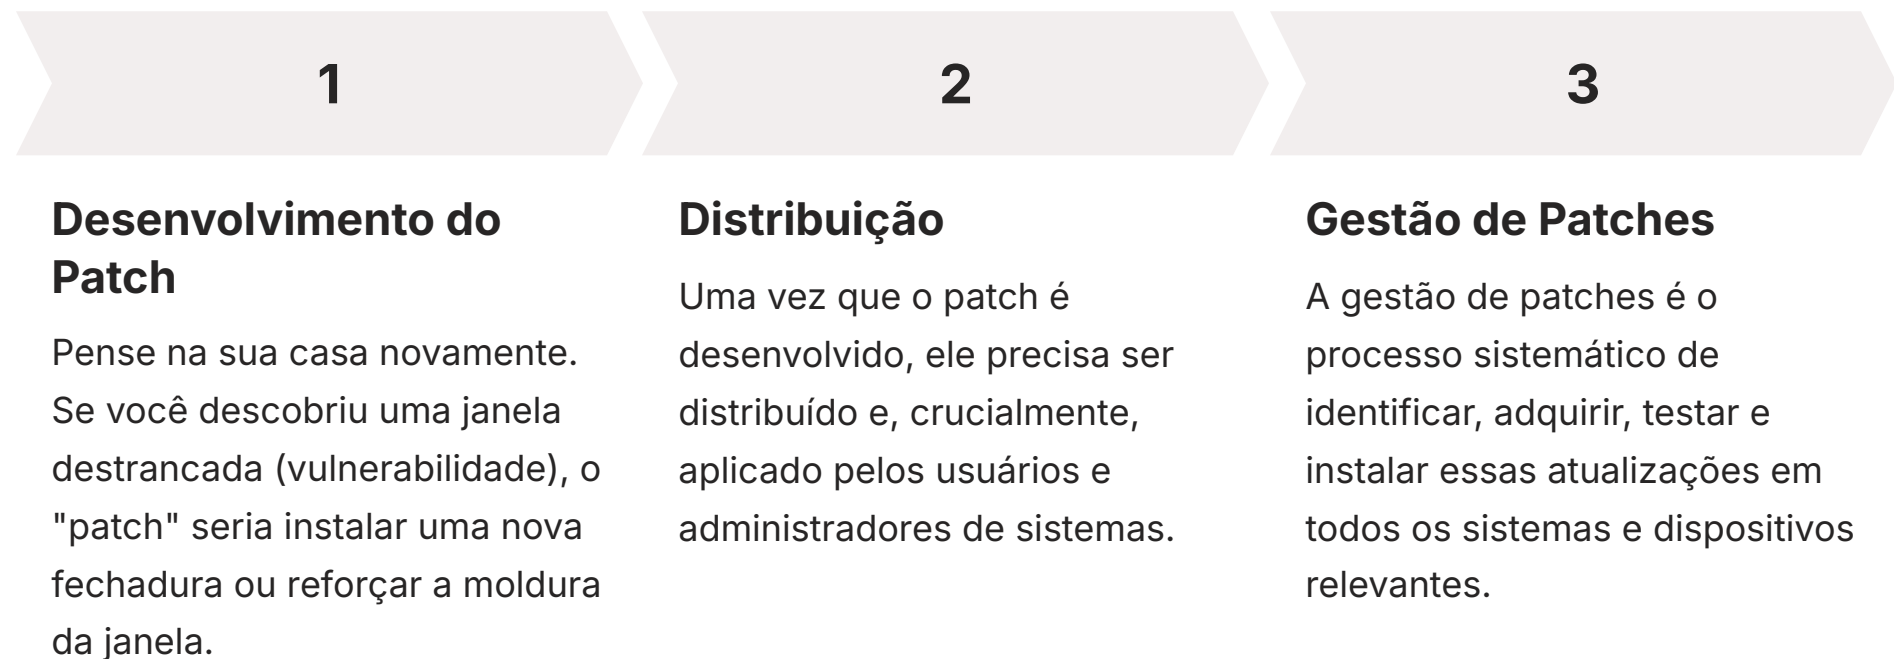 1
Desenvolvimento do
Patch
Pense na sua casa novamente.
Se você descobriu uma janela
destrancada (vulnerabilidade), o
"patch" seria instalar uma nova
fechadura ou reforçar a moldura
da janela.
2
Distribuição
Uma vez que o patch é
desenvolvido, ele precisa ser
distribuído e, crucialmente,
aplicado pelos usuários e
administradores de sistemas.
3
Gestão de Patches
A gestão de patches é o
processo sistemático de
identificar, adquirir, testar e
instalar essas atualizações em
todos os sistemas e dispositivos
relevantes.